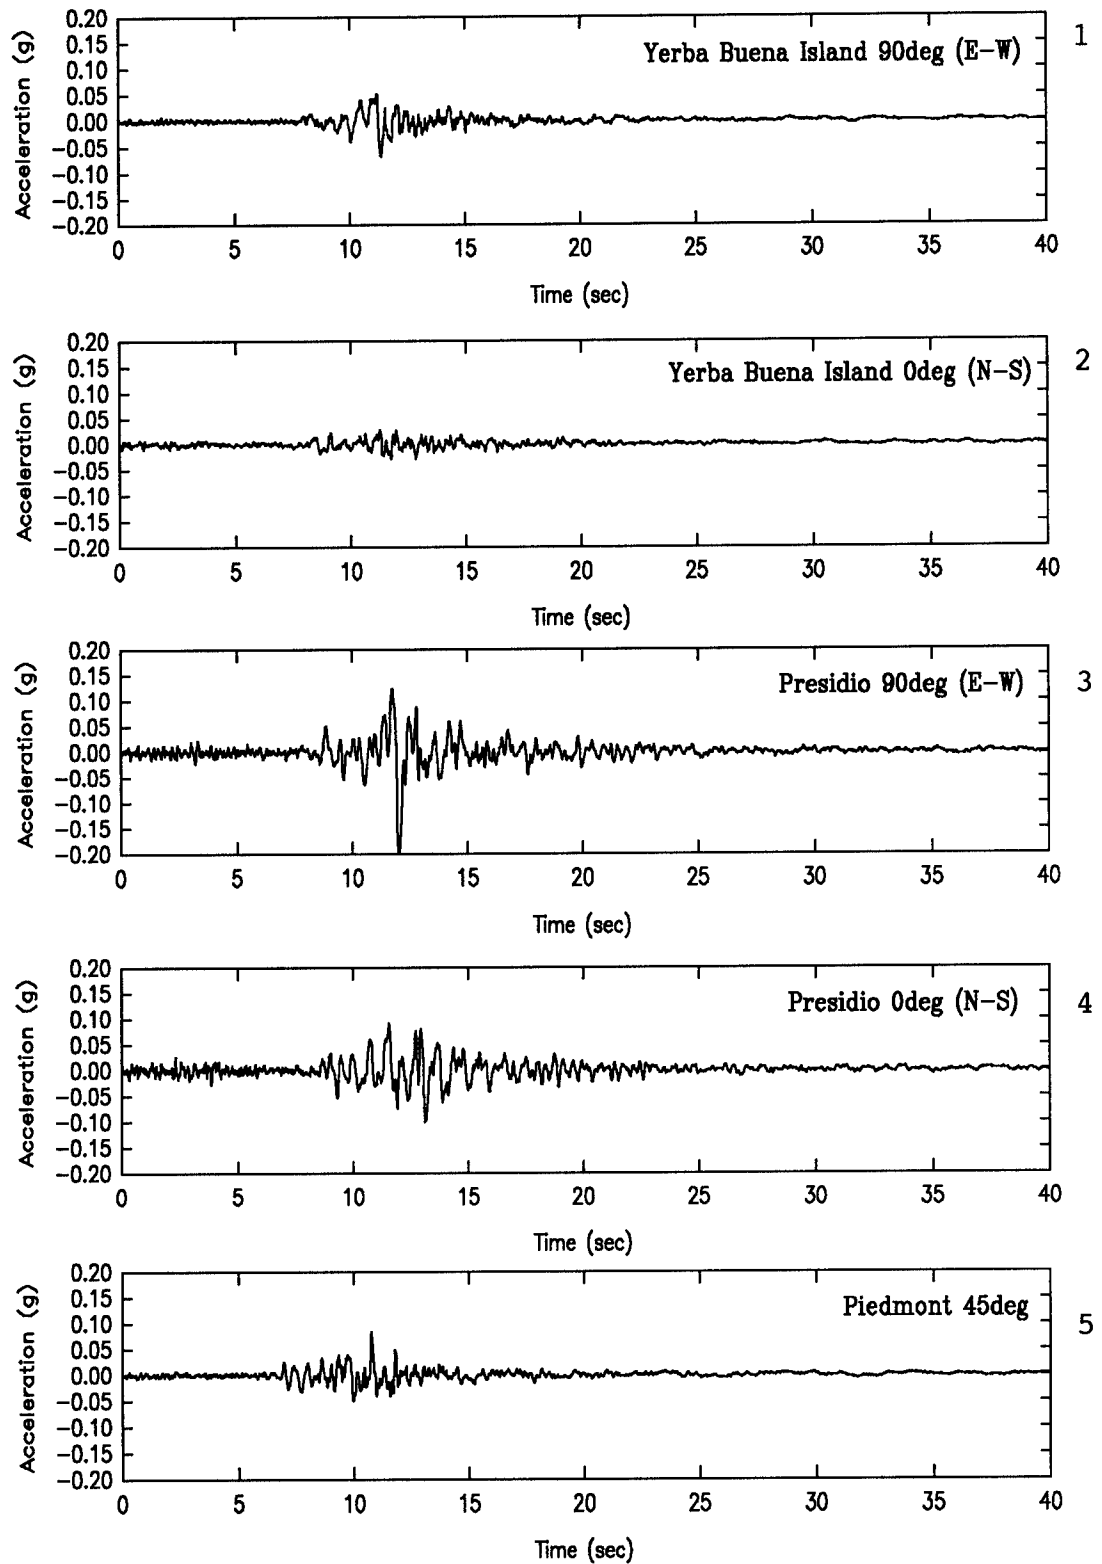 Acceleration (g)
0.20
0.15
0.10
0.05
0.00
−0.05
−0.10
−0.15
−0.20
Yerba Buena Island 90deg (E−W)
1
0 5 10 15 20 25 30 35 40
Time (sec)
Acceleration (g)
0.20
0.15
0.10
0.05
0.00
−0.05
−0.10
−0.15
−0.20
Yerba Buena Island 0deg (N−S)
2
0 5 10 15 20 25 30 35 40
Time (sec)
Acceleration (g)
0.20
0.15
0.10
0.05
0.00
−0.05
−0.10
−0.15
−0.20
Presidio 90deg (E−W)
3
0 5 10 15 20 25 30 35 40
Time (sec)
Acceleration (g)
0.20
0.15
0.10
0.05
0.00
−0.05
−0.10
−0.15
−0.20
Presidio 0deg (N−S)
4
0 5 10 15 20 25 30 35 40
Time (sec)
Acceleration (g)
0.20
0.15
0.10
0.05
0.00
−0.05
−0.10
−0.15
−0.20
Piedmont 45deg
5
0 5 10 15 20 25 30 35 40
Time (sec)